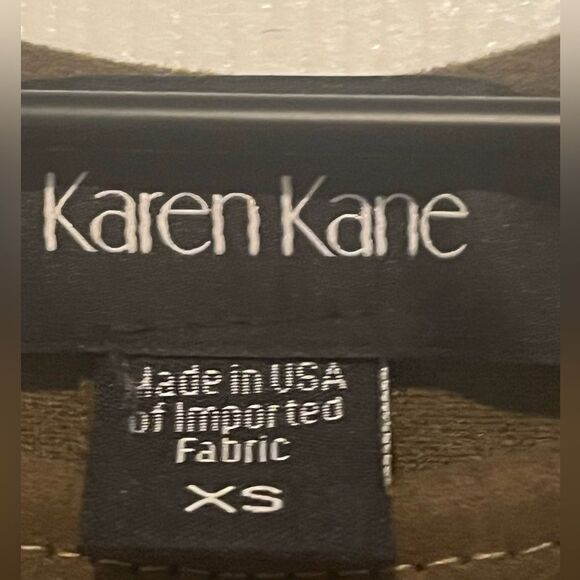 Karen Kane
Made in USA
of Imported
Fabric
XS